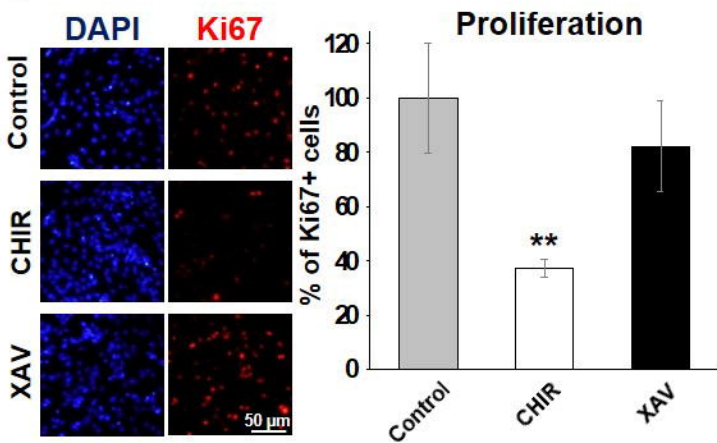 DAPI Ki67
Control
CHIR
XAV
50 µm
Proliferation
% of Ki67+ cells
120
100
80
60
40
20
0
**
Control
CHIR
XAV